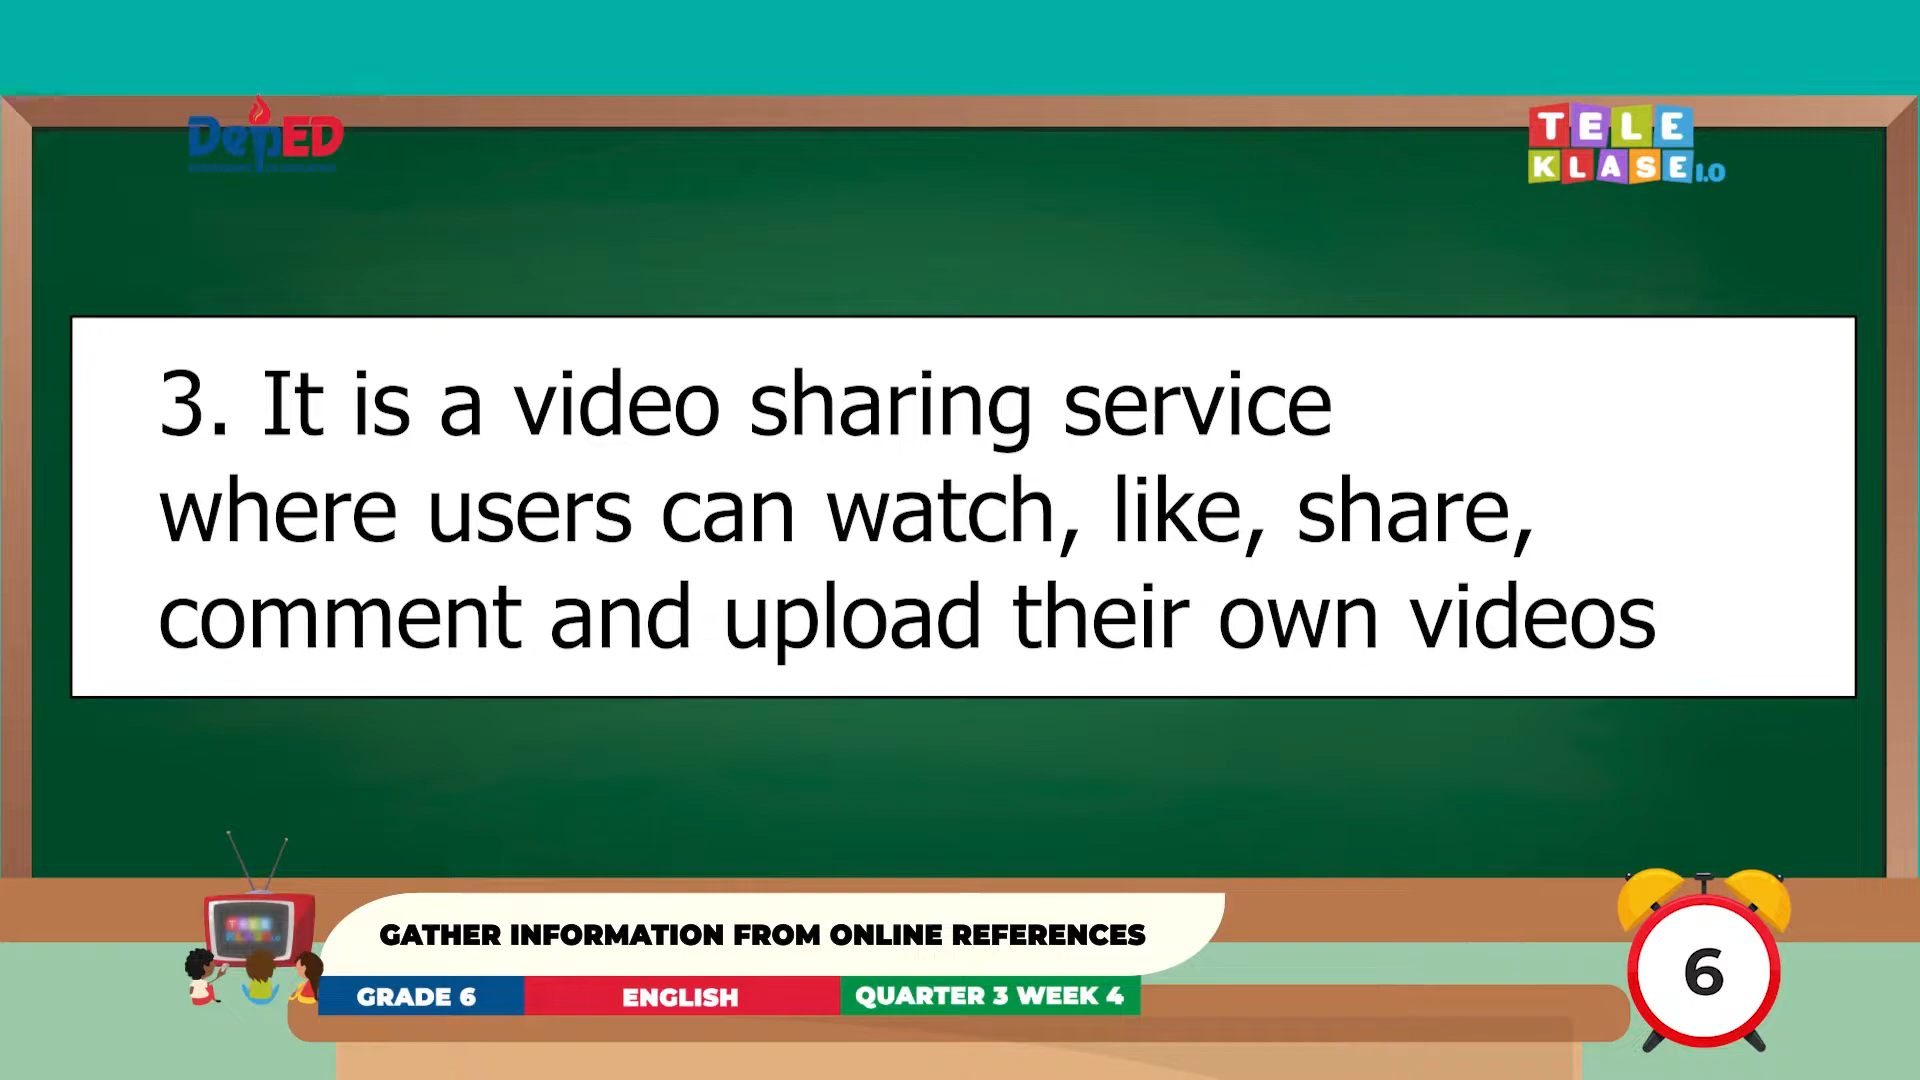 DepED
TELE
KLASE 1.0
3. It is a video sharing service
where users can watch, like, share,
comment and upload their own videos
TELE
GATHER INFORMATION FROM ONLINE REFERENCES
GRADE 6 ENGLISH QUARTER 3 WEEK 4
6